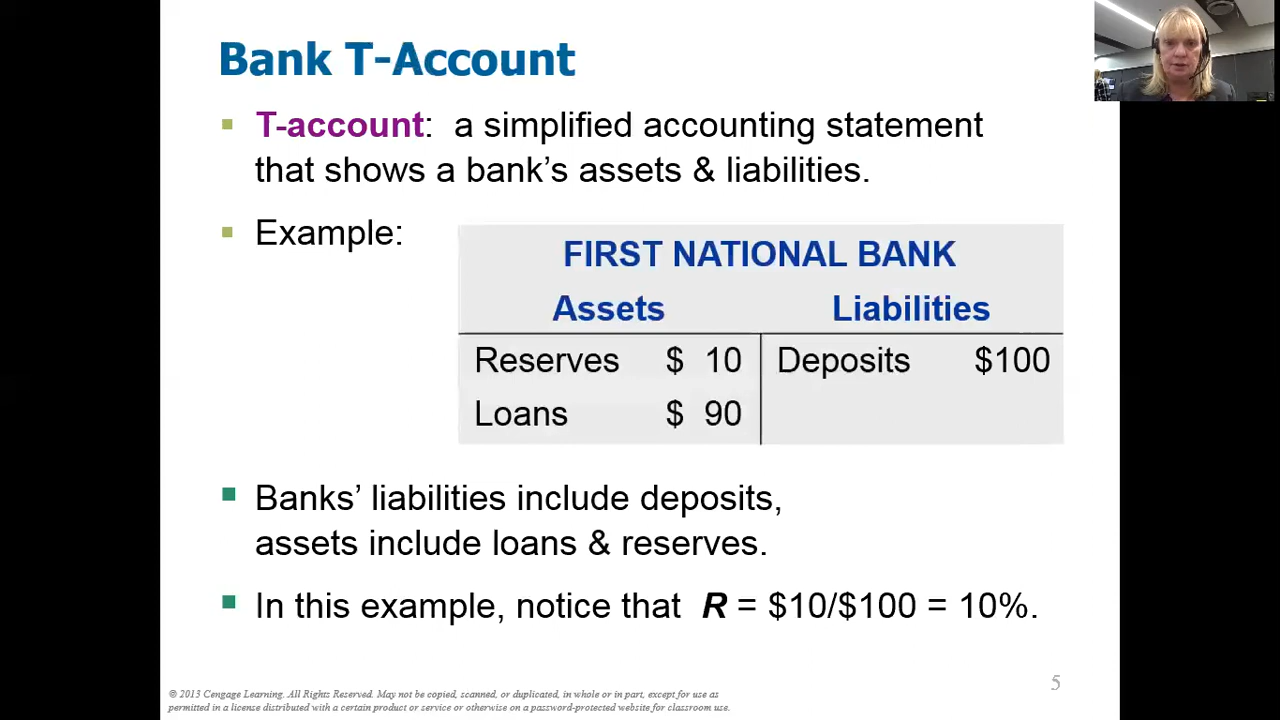 Bank T-Account
T-account: a simplified accounting statement
that shows a bank's assets & liabilities.
Example:
FIRST NATIONAL BANK
Assets Liabilities
Reserves $ 10 Deposits $100
Loans $ 90
Banks' liabilities include deposits,
assets include loans & reserves.
In this example, notice that R = $10/$100 = 10%.
© 2013 Cengage Learning. All Rights Reserved. May not be copied, scanned, or duplicated, in whole or in part, except for use as
permitted in a license distributed with a certain product or service or otherwise on a password-protected website for classroom use.
5